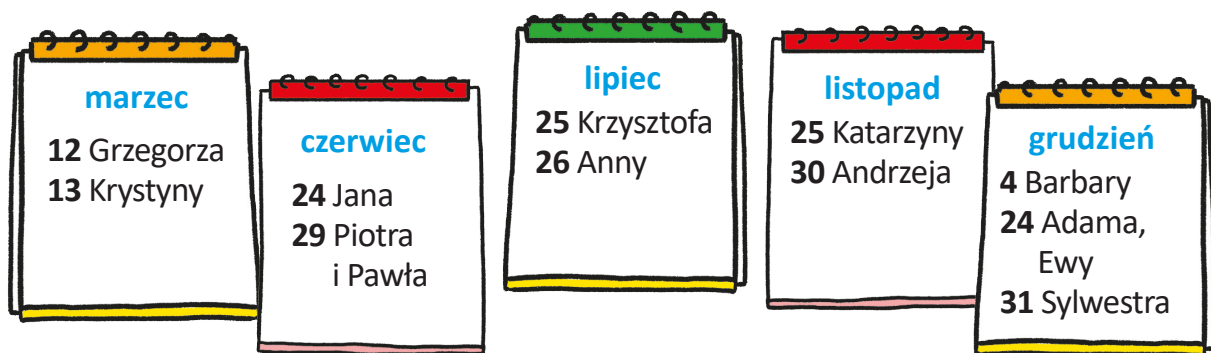 marzec
12 Grzegorza
13 Krystyny
czerwiec
24 Jana
29 Piotra
i Pawła
lipiec
25 Krzysztofa
26 Anny
listopad
25 Katarzyny
30 Andrzeja
grudzień
4 Barbary
24 Adama,
Ewy
31 Sylwestra